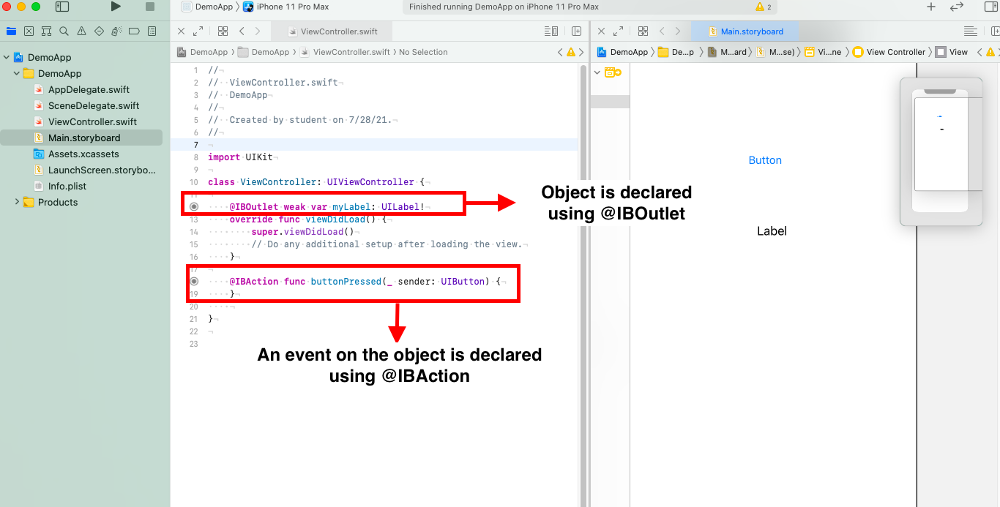 DemoApp iPhone 11 Pro Max
Finished running DemoApp on iPhone 11 Pro Max
2
DemoApp
DemoApp
AppDelegate.swift
SceneDelegate.swift
ViewController.swift
Main.storyboard
Assets.xcassets
LaunchScreen.storybo...
Info.plist
Products
ViewController.swift
DemoApp DemoApp ViewController.swift No Selection
1 //
2 // ViewController.swift
3 // DemoApp
4 //
5 // Created by student on 7/28/21.
6 //
7
8 import UIKit
9
10 class ViewController: UIViewController {
11
@IBOutlet weak var myLabel: UILabel!
13 override func viewDidLoad() {
14 super.viewDidLoad()
15 // Do any additional setup after loading the view.
16 }
17
@IBAction func buttonPressed(_ sender: UIButton) {
19 }
20
21 }
22
23
Object is declared
using @IBOutlet
An event on the object is declared
using @IBAction
Main.storyboard
DemoApp De...p M...ard M...se) Vi...ne View Controller View
Button
Label